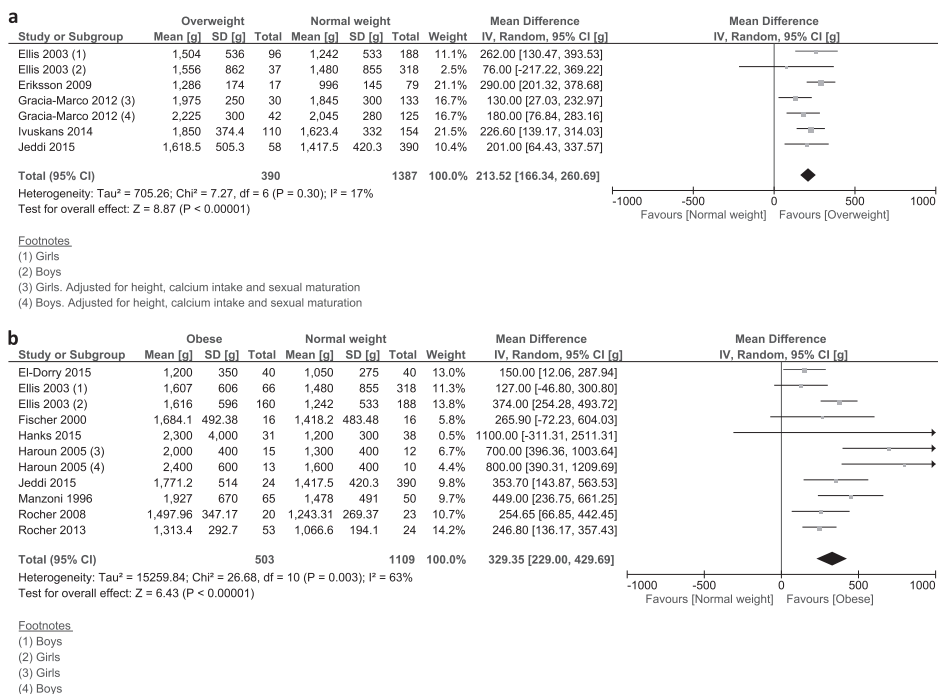 a
Overweight Normal weight Mean Difference Mean Difference
Study or Subgroup Mean [g] SD [g] Total Mean [g] SD [g] Total Weight IV, Random, 95% CI [g] IV, Random, 95% CI [g]
Ellis 2003 (1) 1,504 536 96 1,242 533 188 11.1% 262.00 [130.47, 393.53]
Ellis 2003 (2) 1,556 862 37 1,480 855 318 2.5% 76.00 [-217.22, 369.22]
Eriksson 2009 1,286 174 17 996 145 79 21.1% 290.00 [201.32, 378.68]
Gracia-Marco 2012 (3) 1,975 250 30 1,845 300 133 16.7% 130.00 [27.03, 232.97]
Gracia-Marco 2012 (4) 2,225 300 42 2,045 280 125 16.7% 180.00 [76.84, 283.16]
Ivuskans 2014 1,850 374.4 110 1,623.4 332 154 21.5% 226.60 [139.17, 314.03]
Jeddi 2015 1,618.5 505.3 58 1,417.5 420.3 390 10.4% 201.00 [64.43, 337.57]
Total (95% CI) 390 1387 100.0% 213.52 [166.34, 260.69]
Heterogeneity: Tau² = 705.26; Chi² = 7.27, df = 6 (P = 0.30); I² = 17%
Test for overall effect: Z = 8.87 (P < 0.00001)
-1000 -500 0 500 1000
Favours [Normal weight] Favours [Overweight]
Footnotes
(1) Girls
(2) Boys
(3) Girls. Adjusted for height, calcium intake and sexual maturation
(4) Boys. Adjusted for height, calcium intake and sexual maturation
b
Obese Normal weight Mean Difference Mean Difference
Study or Subgroup Mean [g] SD [g] Total Mean [g] SD [g] Total Weight IV, Random, 95% CI [g] IV, Random, 95% CI [g]
El-Dorry 2015 1,200 350 40 1,050 275 40 13.0% 150.00 [12.06, 287.94]
Ellis 2003 (1) 1,607 606 66 1,480 855 318 11.3% 127.00 [-46.80, 300.80]
Ellis 2003 (2) 1,616 596 160 1,242 533 188 13.8% 374.00 [254.28, 493.72]
Fischer 2000 1,684.1 492.38 16 1,418.2 483.48 16 5.8% 265.90 [-72.23, 604.03]
Hanks 2015 2,300 4,000 31 1,200 300 38 0.5% 1100.00 [-311.31, 2511.31]
Haroun 2005 (3) 2,000 400 15 1,300 400 12 6.7% 700.00 [396.36, 1003.64]
Haroun 2005 (4) 2,400 600 13 1,600 400 10 4.4% 800.00 [390.31, 1209.69]
Jeddi 2015 1,771.2 514 24 1,417.5 420.3 390 9.8% 353.70 [143.87, 563.53]
Manzoni 1996 1,927 670 65 1,478 491 50 9.7% 449.00 [236.75, 661.25]
Rocher 2008 1,497.96 347.17 20 1,243.31 269.37 23 10.7% 254.65 [66.85, 442.45]
Rocher 2013 1,313.4 292.7 53 1,066.6 194.1 24 14.2% 246.80 [136.17, 357.43]
Total (95% CI) 503 1109 100.0% 329.35 [229.00, 429.69]
Heterogeneity: Tau² = 15259.84; Chi² = 26.68, df = 10 (P = 0.003); I² = 63%
Test for overall effect: Z = 6.43 (P < 0.00001)
-1000 -500 0 500 1000
Favours [Normal weight] Favours [Obese]
Footnotes
(1) Boys
(2) Girls
(3) Girls
(4) Boys